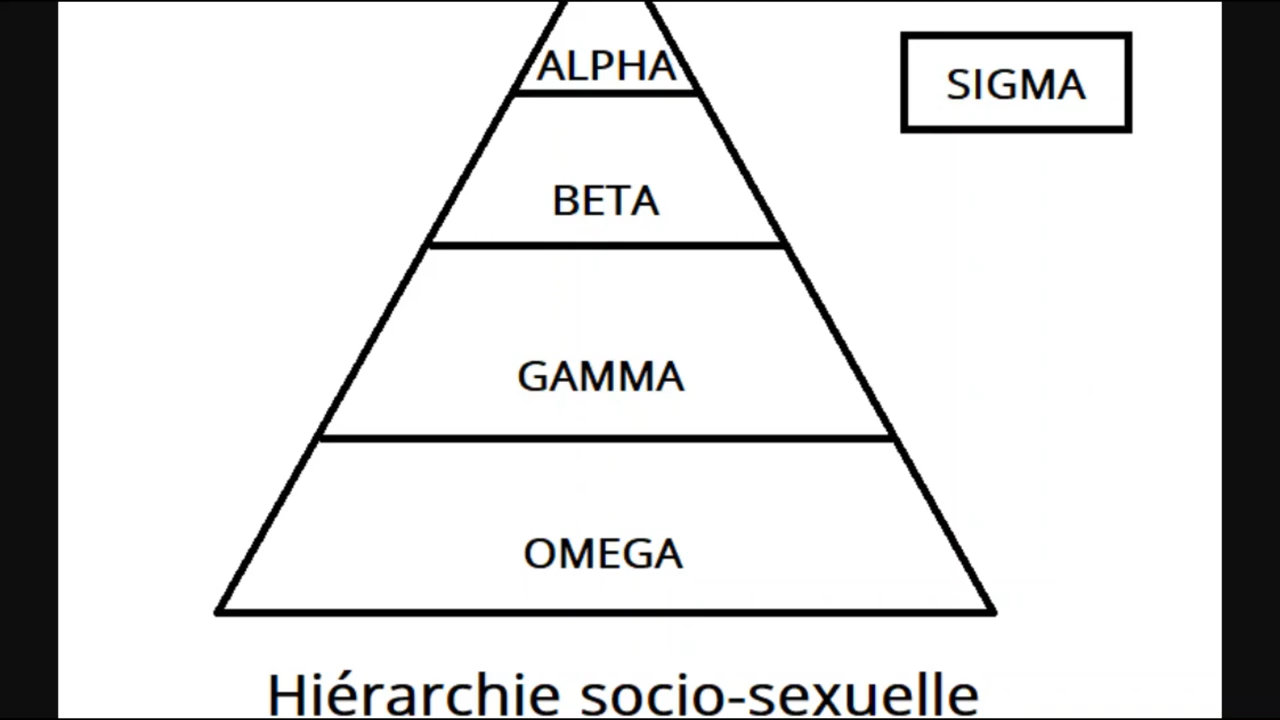 ALPHA
SIGMA
BETA
GAMMA
OMEGA
Hiérarchie socio-sexuelle